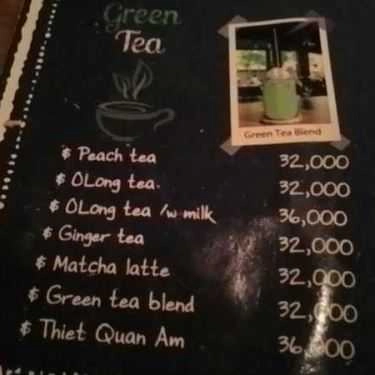 Green
Tea
Green Tea Blend
$ Peach tea 32,000
$ OLong tea 32,000
$ OLong tea /w milk 36,000
$ Ginger tea 32,000
$ Matcha latte 32,000
$ Green tea blend 32,000
$ Thiet Quan Am 36,000